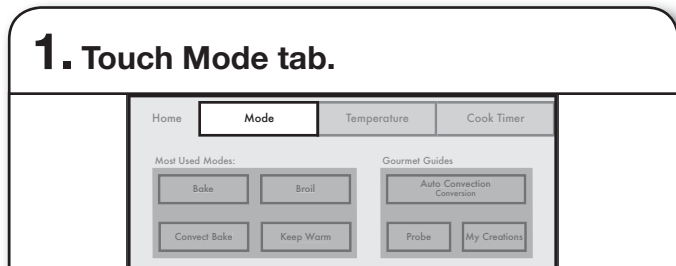 1. Touch Mode tab.
Home Mode Temperature Cook Timer
Most Used Modes: Gourmet Guides
Bake Broil Auto Convection
Conversion
Convect Bake Keep Warm Probe My Creations